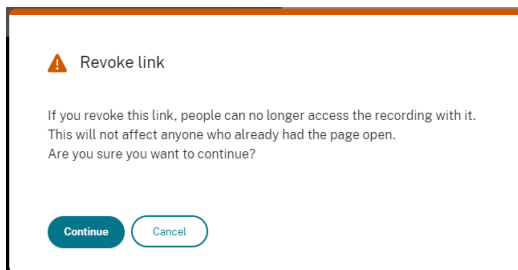 Revoke link
If you revoke this link, people can no longer access the recording with it.
This will not affect anyone who already had the page open.
Are you sure you want to continue?
Continue
Cancel